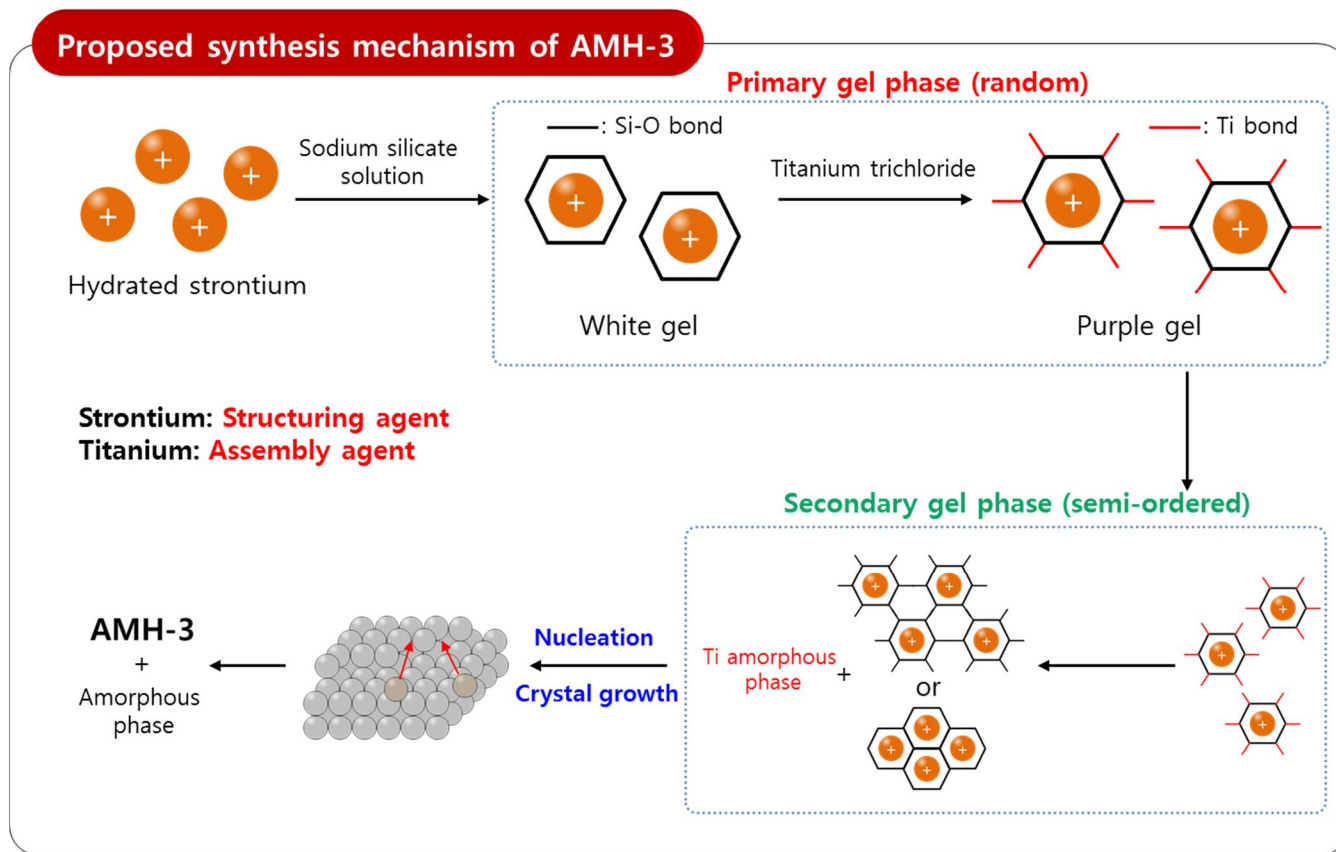 Proposed synthesis mechanism of AMH-3
Primary gel phase (random)
Sodium silicate
solution
: Si-O bond
Titanium trichloride
: Ti bond
+
+
+
+
+
+
+
+
Hydrated strontium
White gel
Purple gel
Strontium: Structuring agent
Titanium: Assembly agent
Secondary gel phase (semi-ordered)
AMH-3
+
Amorphous
phase
Nucleation
Crystal growth
Ti amorphous
phase
+
+
+
+
+
or
+
+
+
+
+
+
+